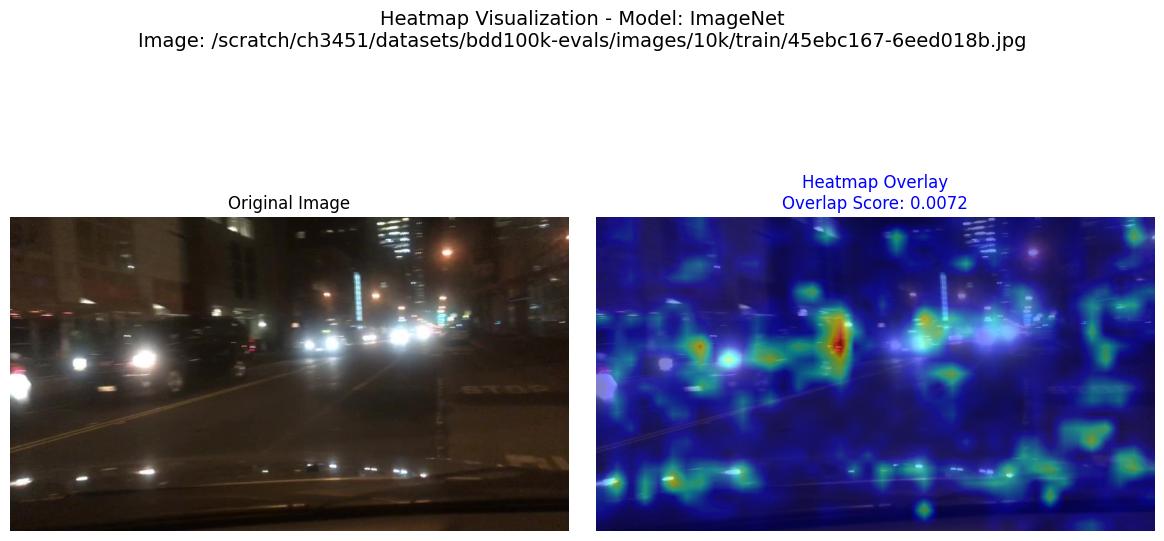 Heatmap Visualization - Model: ImageNet
Image: /scratch/ch3451/datasets/bdd100k-evals/images/10k/train/45ebc167-6eed018b.jpg
Original Image
Heatmap Overlay
Overlap Score: 0.0072
STOP